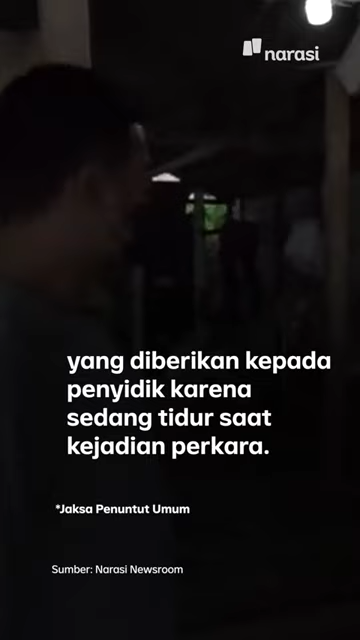 narasi
yang diberikan kepada
penyidik karena
sedang tidur saat
kejadian perkara.
*Jaksa Penuntut Umum
Sumber: Narasi Newsroom